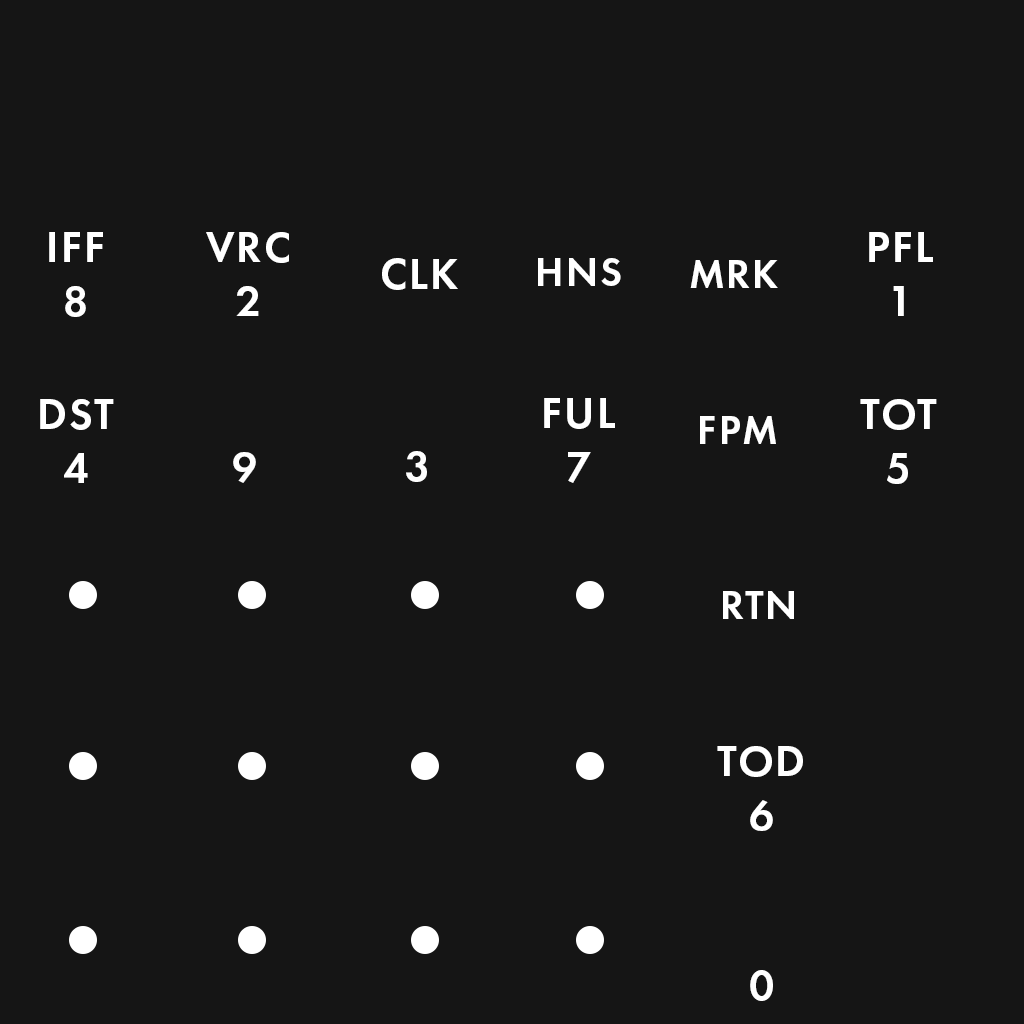 IFF VRC CLK HNS MRK PFL
8 2 1
DST FUL FPM TOT
4 9 3 7 5
RTN
TOD
6
0